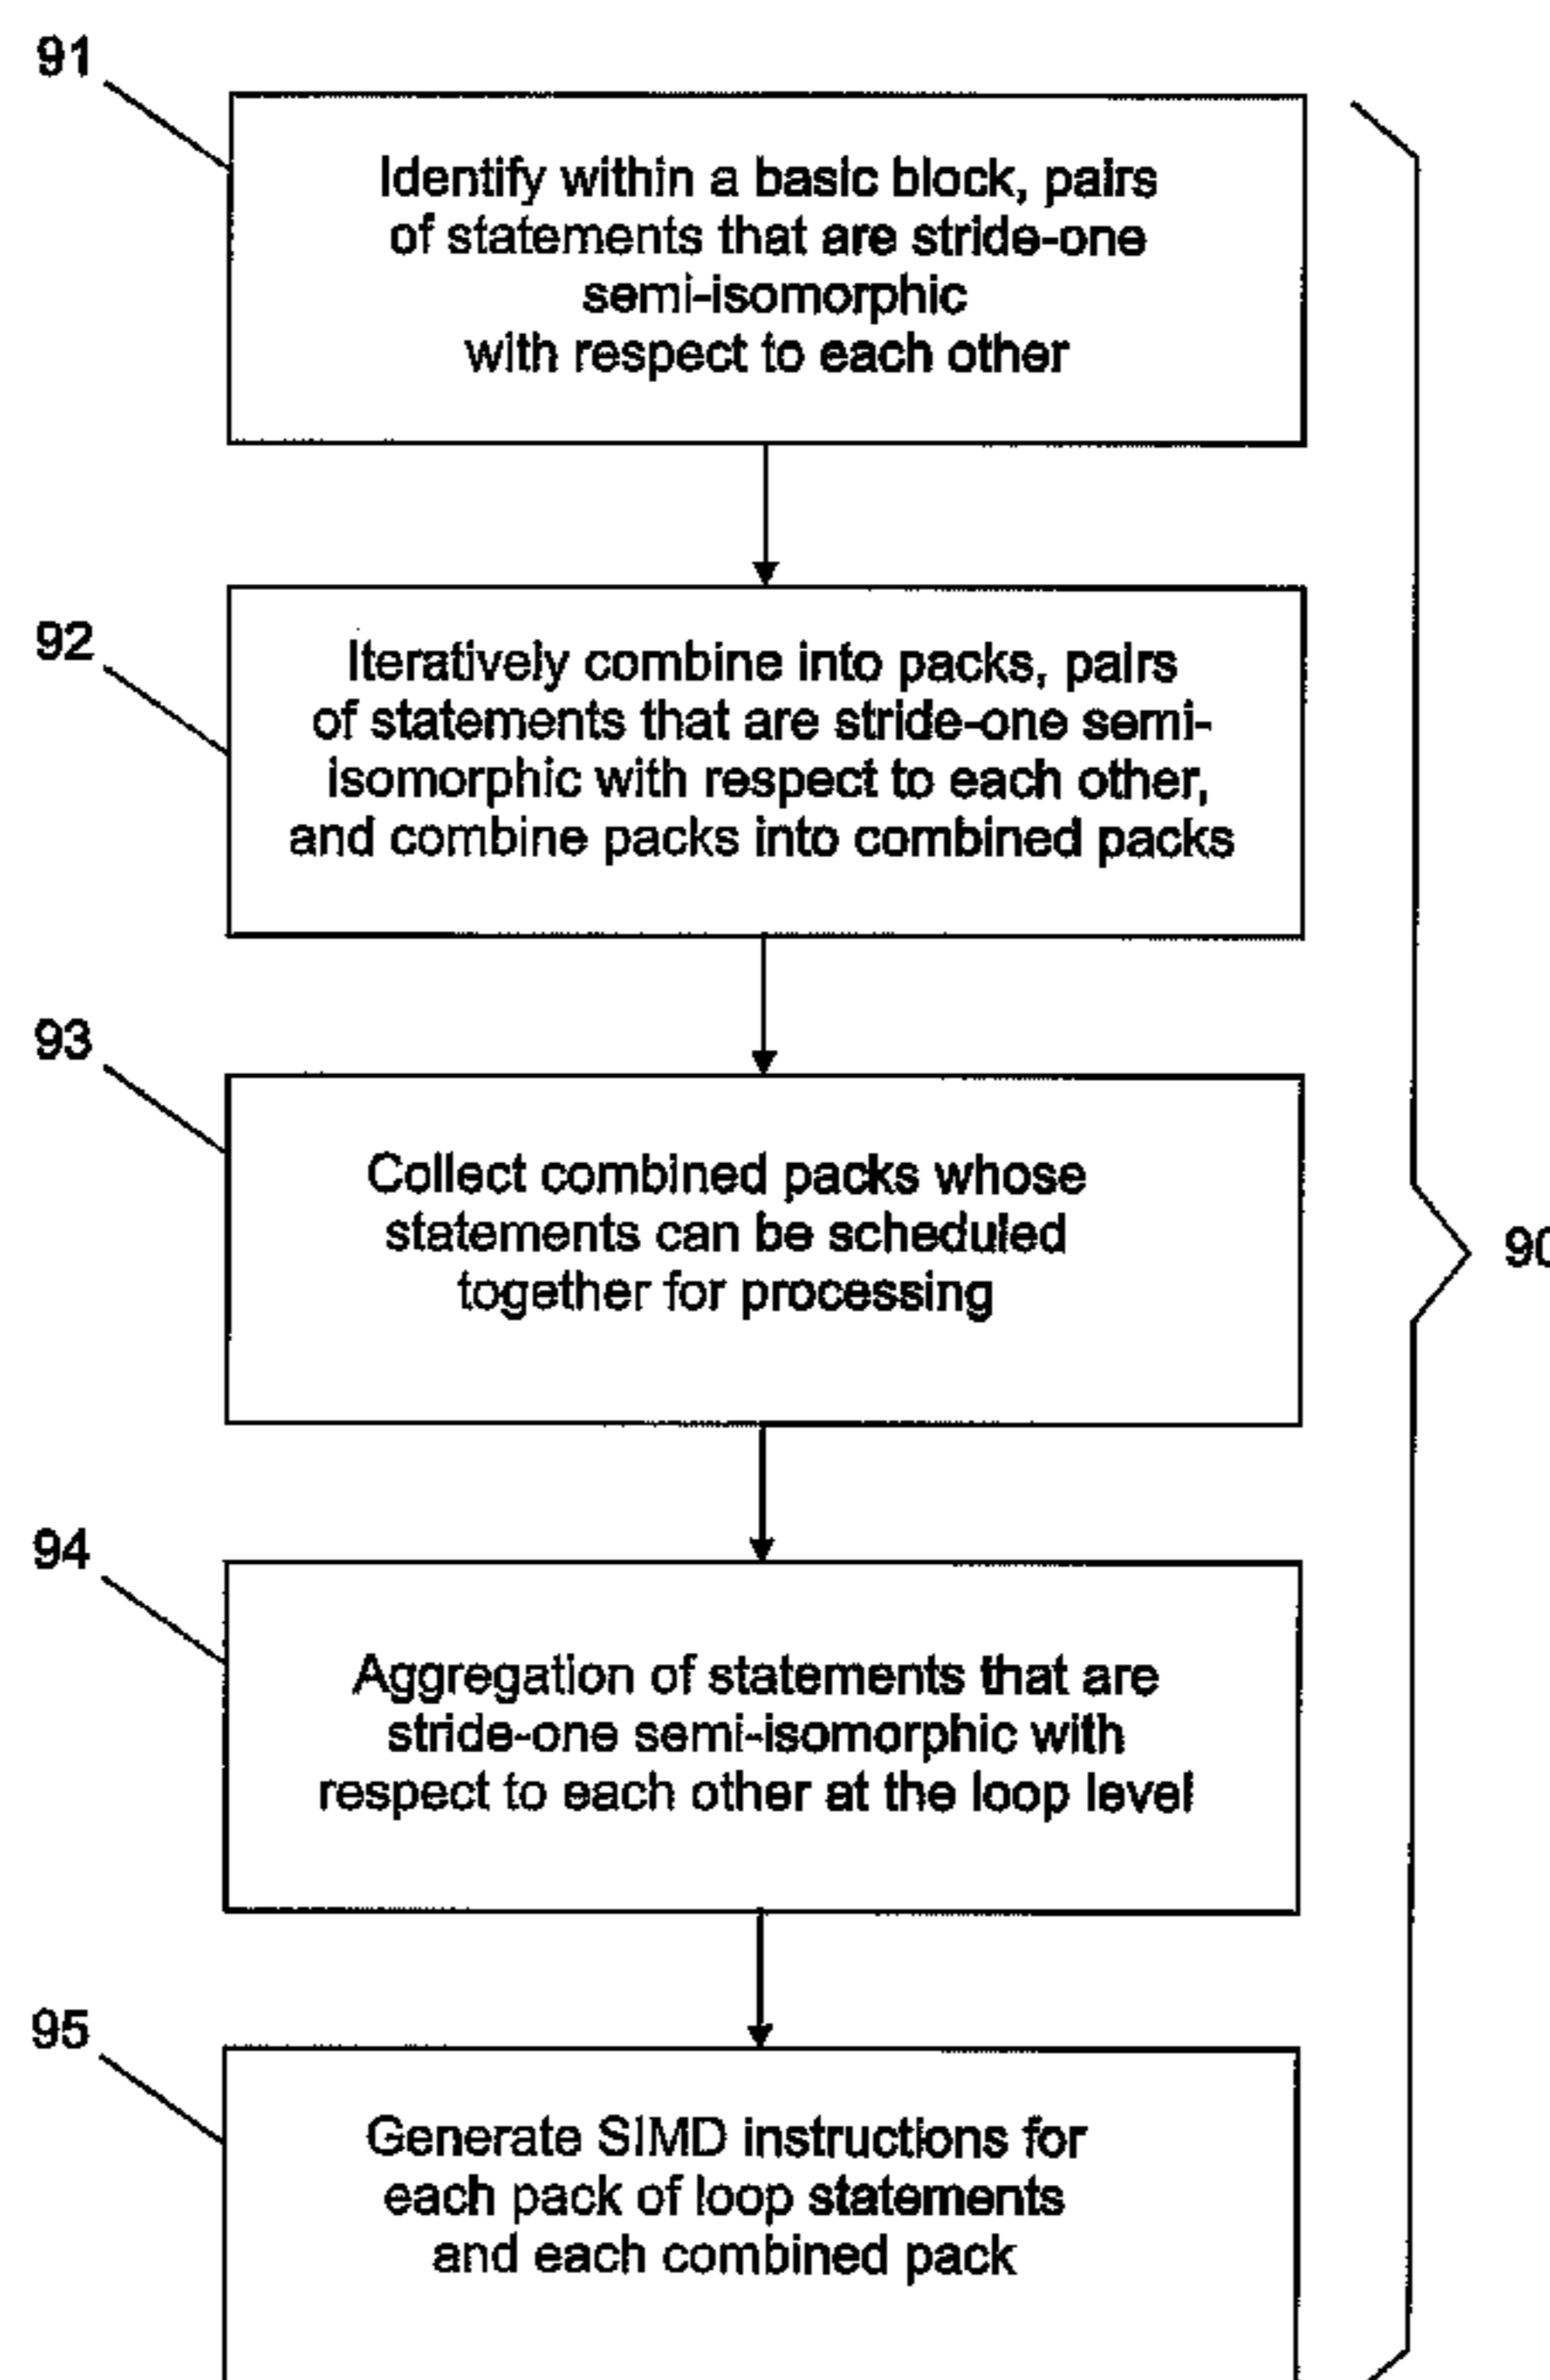 91
Identify within a basic block, pairs
of statements that are stride-one
semi-isomorphic
with respect to each other
92
Iteratively combine into packs, pairs
of statements that are stride-one semi-
isomorphic with respect to each other,
and combine packs into combined packs
93
Collect combined packs whose
statements can be scheduled
together for processing
90
94
Aggregation of statements that are
stride-one semi-isomorphic with
respect to each other at the loop level
95
Generate SIMD instructions for
each pack of loop statements
and each combined pack